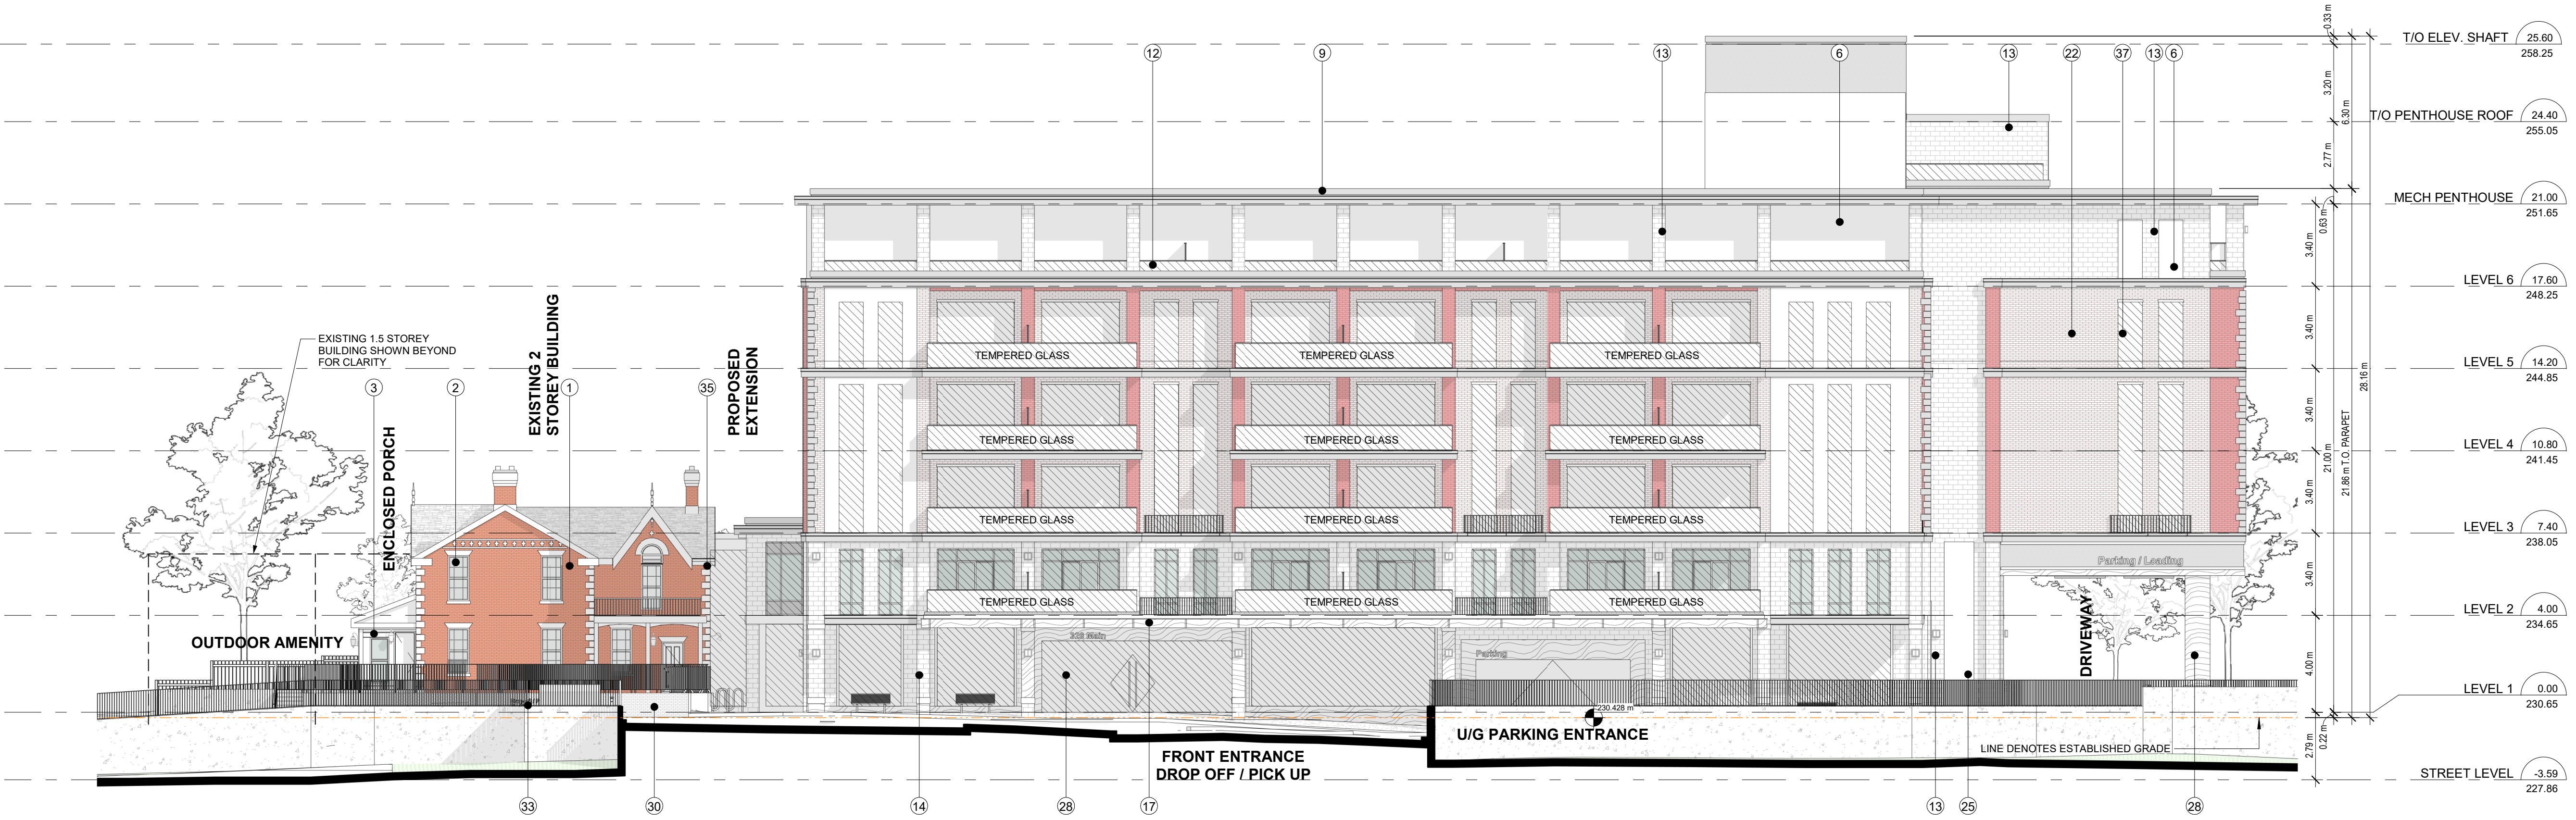 0.33 m
T/O ELEV. SHAFT 25.60
258.25
12
9
13
6
13
22
37
13
6
3.20 m
6.30 m
T/O PENTHOUSE ROOF 24.40
255.05
2.77 m
MECH PENTHOUSE 21.00
251.65
0.63 m
3.40 m
LEVEL 6 17.60
248.25
EXISTING 1.5 STOREY
BUILDING SHOWN BEYOND
FOR CLARITY
EXISTING 2
STOREY BUILDING
PROPOSED
EXTENSION
TEMPERED GLASS
TEMPERED GLASS
TEMPERED GLASS
3.40 m
LEVEL 5 14.20
244.85
28.16 m
3
2
1
35
ENCLOSED PORCH
TEMPERED GLASS
TEMPERED GLASS
TEMPERED GLASS
3.40 m
21.00 m
21.86 m T.O. PARAPET
LEVEL 4 10.80
241.45
TEMPERED GLASS
TEMPERED GLASS
TEMPERED GLASS
3.40 m
LEVEL 3 7.40
238.05
Parking / Loading
TEMPERED GLASS
TEMPERED GLASS
TEMPERED GLASS
3.40 m
LEVEL 2 4.00
234.65
OUTDOOR AMENITY
328 Main
Parking
DRIVEWAY
4.00 m
LEVEL 1 0.00
230.65
230.428 m
U/G PARKING ENTRANCE
LINE DENOTES ESTABLISHED GRADE
2.79 m
0.22 m
FRONT ENTRANCE
DROP OFF / PICK UP
STREET LEVEL -3.59
227.86
33
30
14
28
17
13
25
28